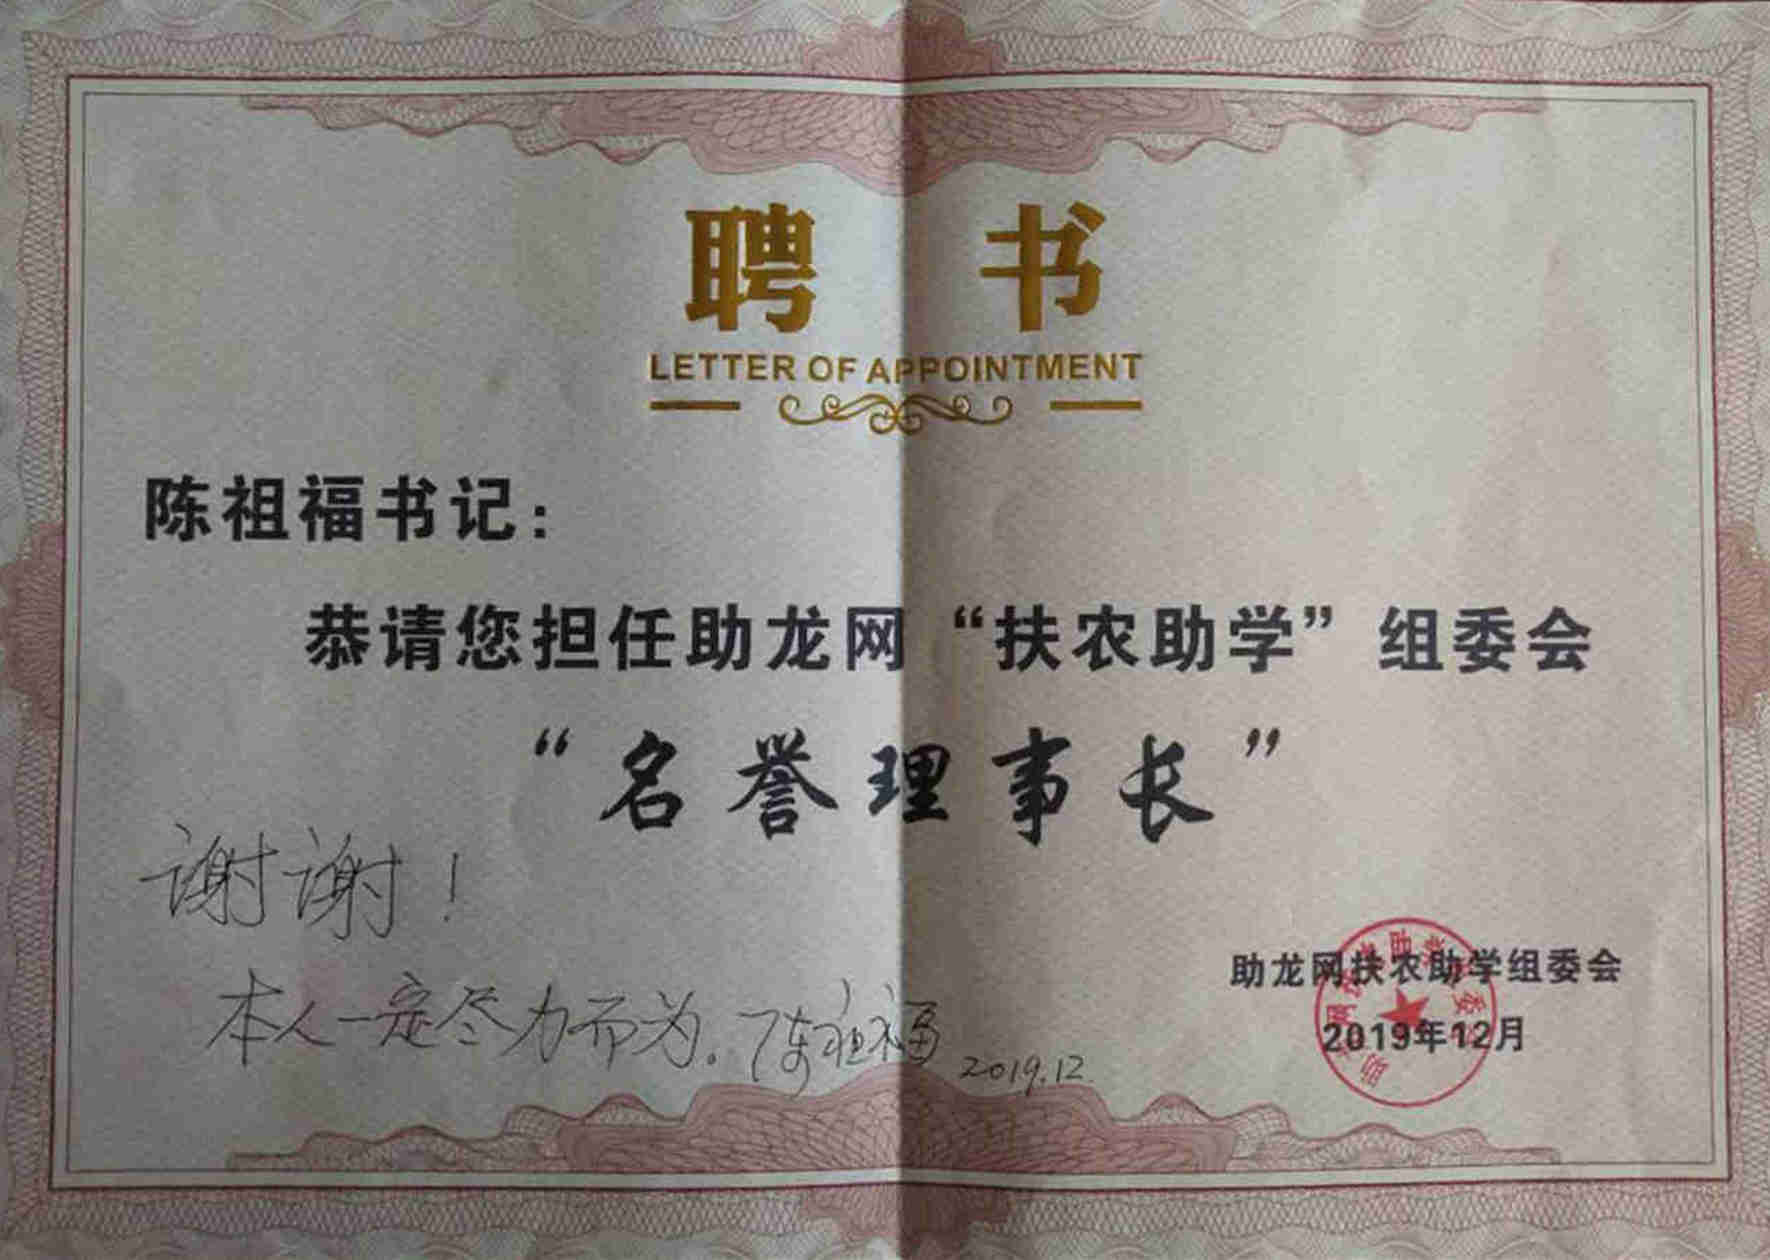 聘 书
LETTER OF APPOINTMENT
陈祖福书记：
恭请您担任助龙网“扶农助学”组委会
“名誉理事长”
谢谢！
本人一定尽力而为。陈祖福 2019.12.
助龙网扶农助学组委会
2019年12月